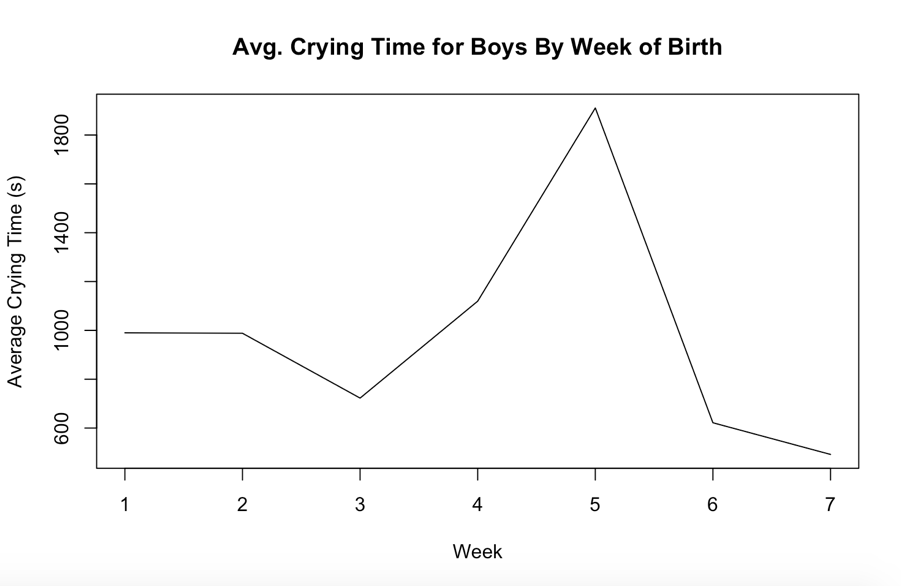 Avg. Crying Time for Boys By Week of Birth
Average Crying Time (s)
1800
1400
1000
600
1 2 3 4 5 6 7
Week